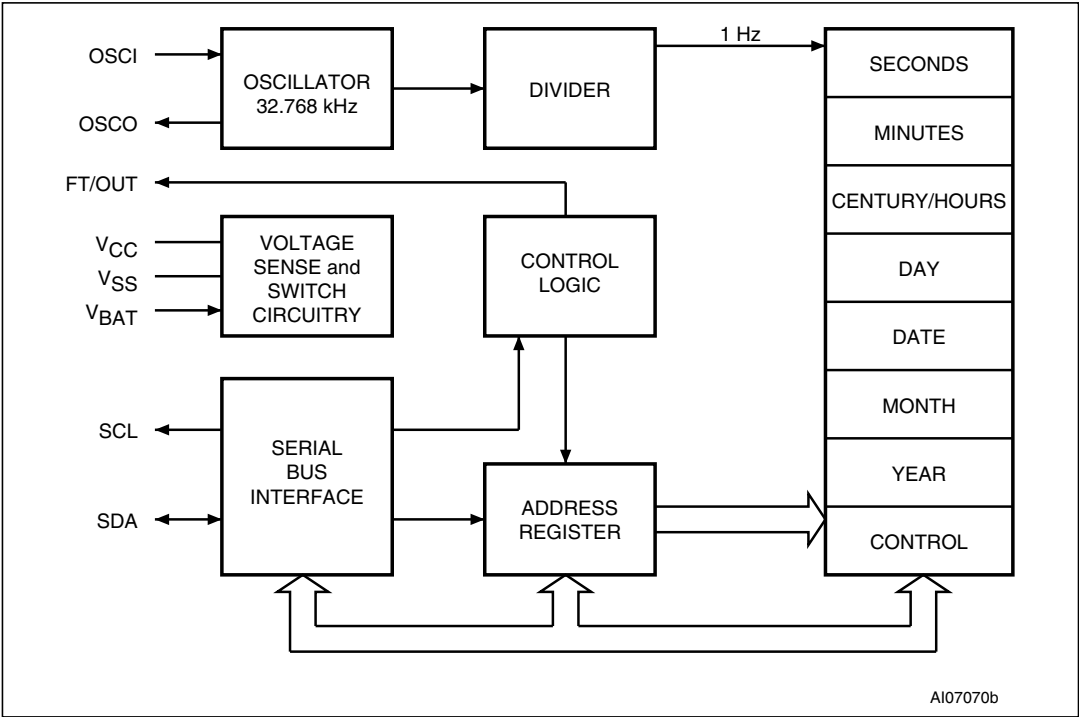 OSCI
OSCO
FT/OUT
VCC
VSS
VBAT
SCL
SDA
OSCILLATOR
32.768 kHz
DIVIDER
1 Hz
VOLTAGE
SENSE and
SWITCH
CIRCUITRY
CONTROL
LOGIC
SERIAL
BUS
INTERFACE
ADDRESS
REGISTER
SECONDS
MINUTES
CENTURY/HOURS
DAY
DATE
MONTH
YEAR
CONTROL
AI07070b